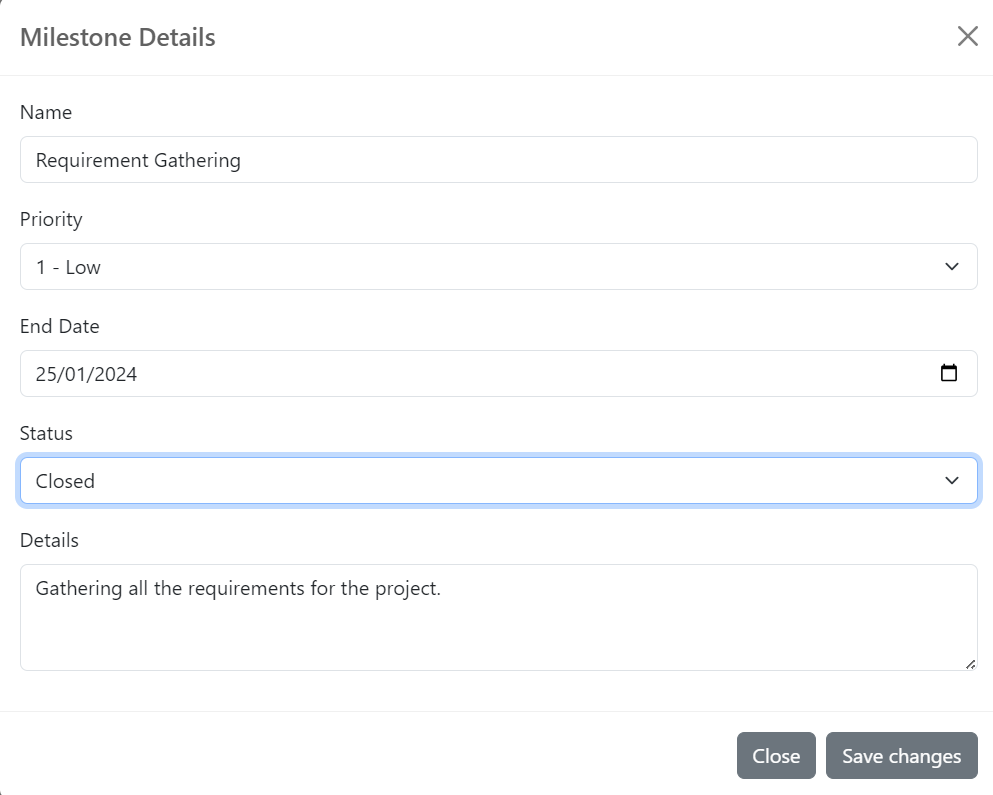 Milestone Details
Name
Requirement Gathering
Priority
1 - Low
End Date
25/01/2024
Status
Closed
Details
Gathering all the requirements for the project.
Close Save changes